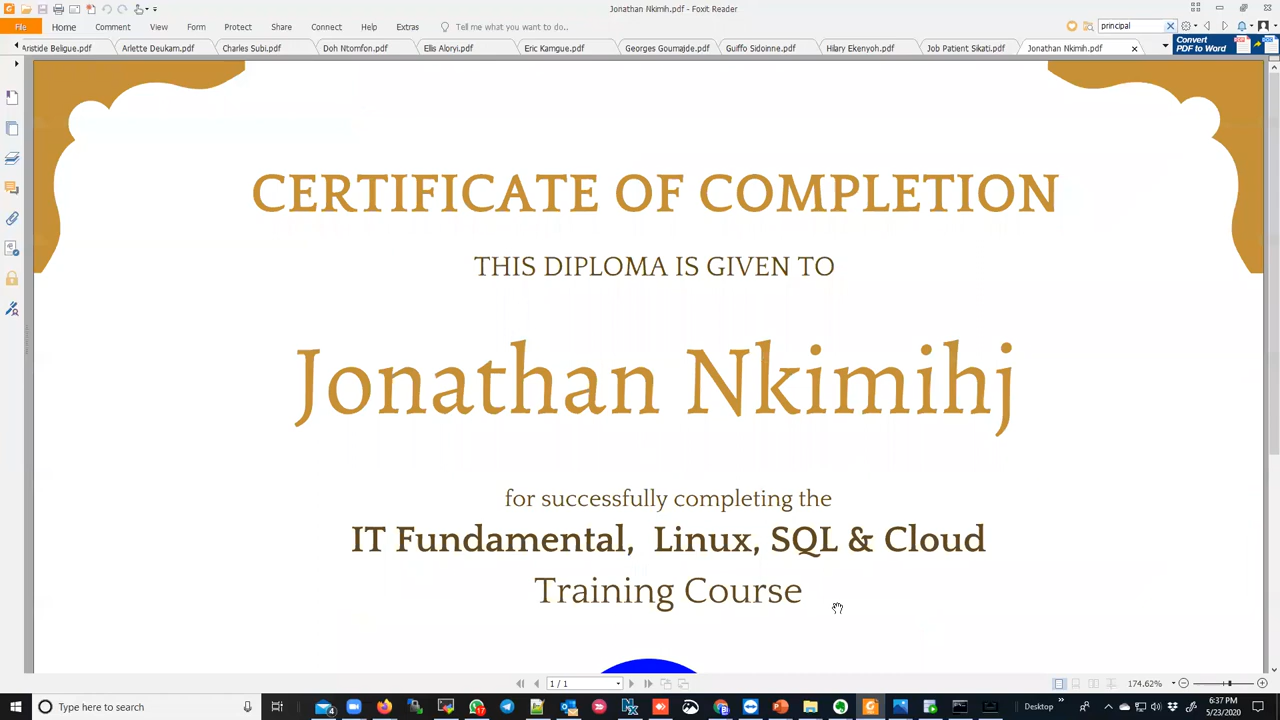 Jonathan Nkimih.pdf - Foxit Reader
File Home Comment View Form Protect Share Connect Help Extras Tell me what you want to do... principal
Aristide Beligue.pdf Arlette Deukam.pdf Charles Subi.pdf Doh Ntomfon.pdf Ellis Aloryi.pdf Eric Kamgue.pdf Georges Goumajde.pdf Guiffo Sidoinne.pdf Hilary Ekenyoh.pdf Job Patient Sikati.pdf Jonathan Nkimih.pdf
Convert
PDF to Word
CERTIFICATE OF COMPLETION
THIS DIPLOMA IS GIVEN TO
Jonathan Nkimihj
for successfully completing the
IT Fundamental, Linux, SQL & Cloud
Training Course
1 / 1 174.62%
Type here to search
Desktop
6:37 PM
5/23/2020